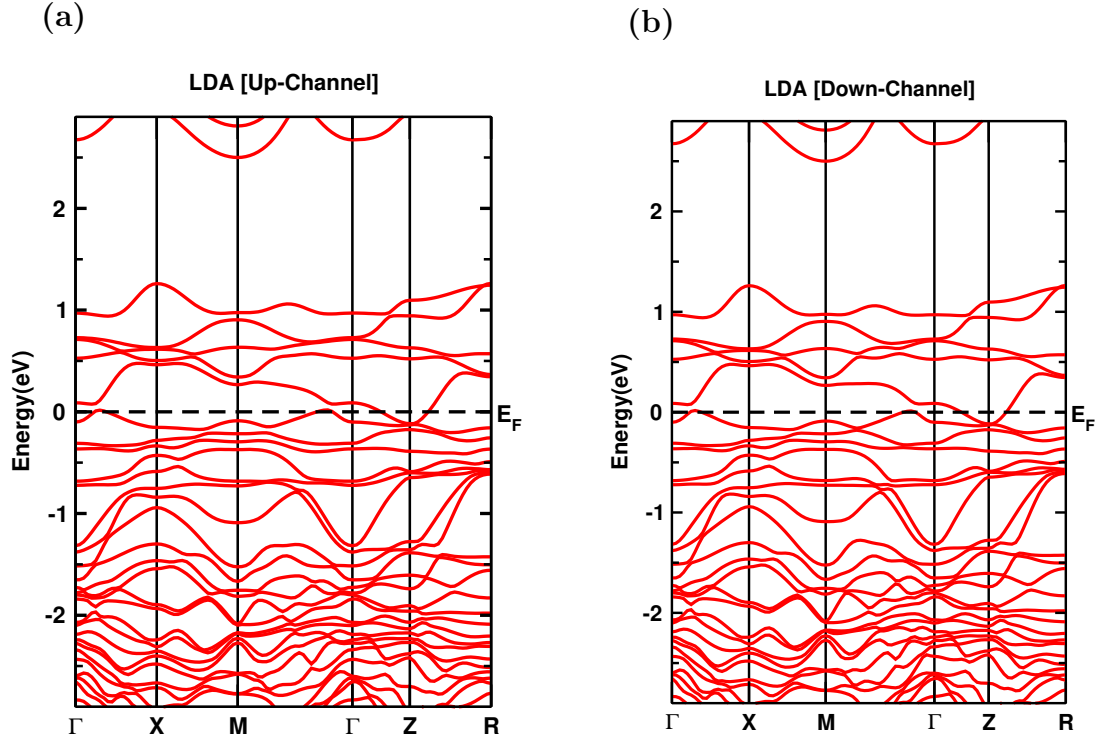 (a)
LDA [Up-Channel]
Energy(eV)
2
1
0
-1
-2
E_F
Γ X M Γ Z R
(b)
LDA [Down-Channel]
Energy(eV)
2
1
0
-1
-2
E_F
Γ X M Γ Z R